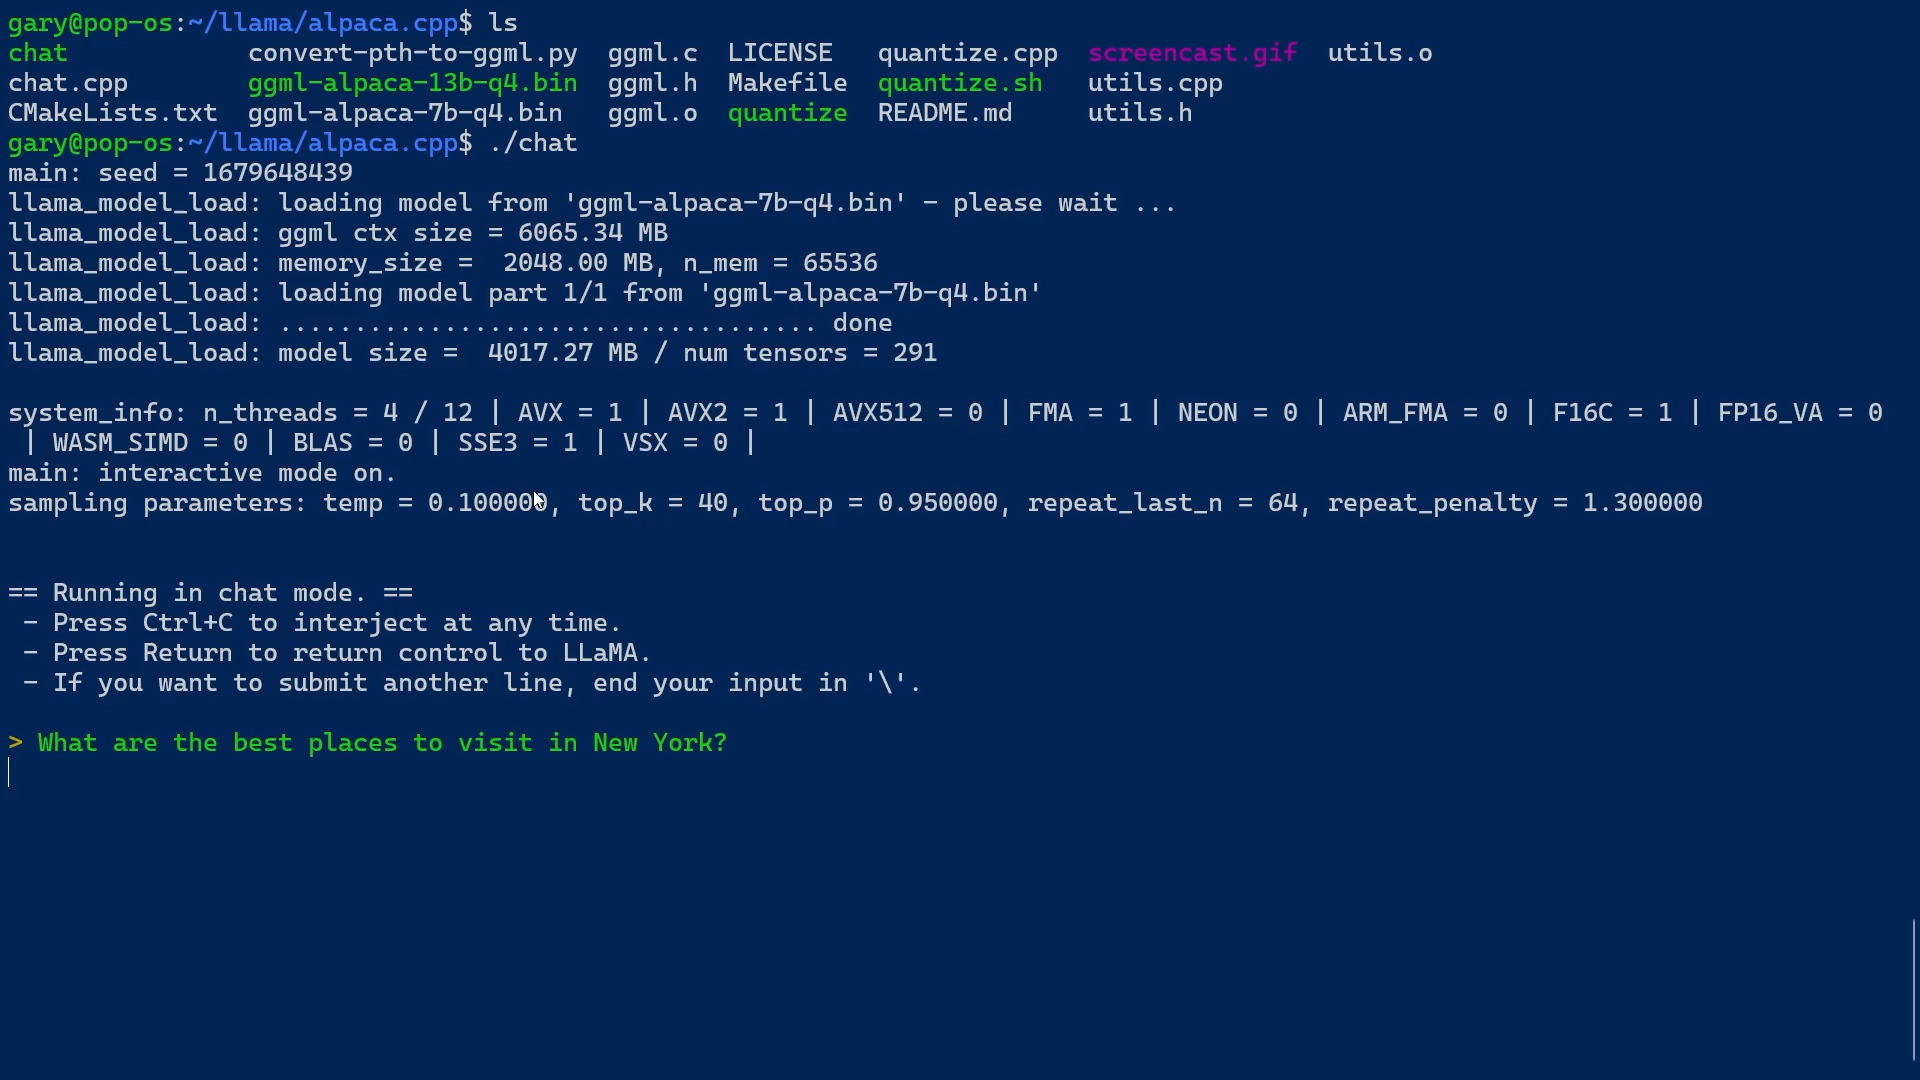 gary@pop-os:~/llama/alpaca.cpp$ ls
chat            convert-pth-to-ggml.py  ggml.c  LICENSE   quantize.cpp  screencast.gif  utils.o
chat.cpp        ggml-alpaca-13b-q4.bin  ggml.h  Makefile  quantize.sh   utils.cpp
CMakeLists.txt  ggml-alpaca-7b-q4.bin   ggml.o  quantize  README.md     utils.h
gary@pop-os:~/llama/alpaca.cpp$ ./chat
main: seed = 1679648439
llama_model_load: loading model from 'ggml-alpaca-7b-q4.bin' - please wait ...
llama_model_load: ggml ctx size = 6065.34 MB
llama_model_load: memory_size =  2048.00 MB, n_mem = 65536
llama_model_load: loading model part 1/1 from 'ggml-alpaca-7b-q4.bin'
llama_model_load: .................................... done
llama_model_load: model size =  4017.27 MB / num tensors = 291
system_info: n_threads = 4 / 12 | AVX = 1 | AVX2 = 1 | AVX512 = 0 | FMA = 1 | NEON = 0 | ARM_FMA = 0 | F16C = 1 | FP16_VA = 0
 | WASM_SIMD = 0 | BLAS = 0 | SSE3 = 1 | VSX = 0 |
main: interactive mode on.
sampling parameters: temp = 0.100000, top_k = 40, top_p = 0.950000, repeat_last_n = 64, repeat_penalty = 1.300000
== Running in chat mode. ==
 - Press Ctrl+C to interject at any time.
 - Press Return to return control to LLaMA.
 - If you want to submit another line, end your input in '\'.
> What are the best places to visit in New York?